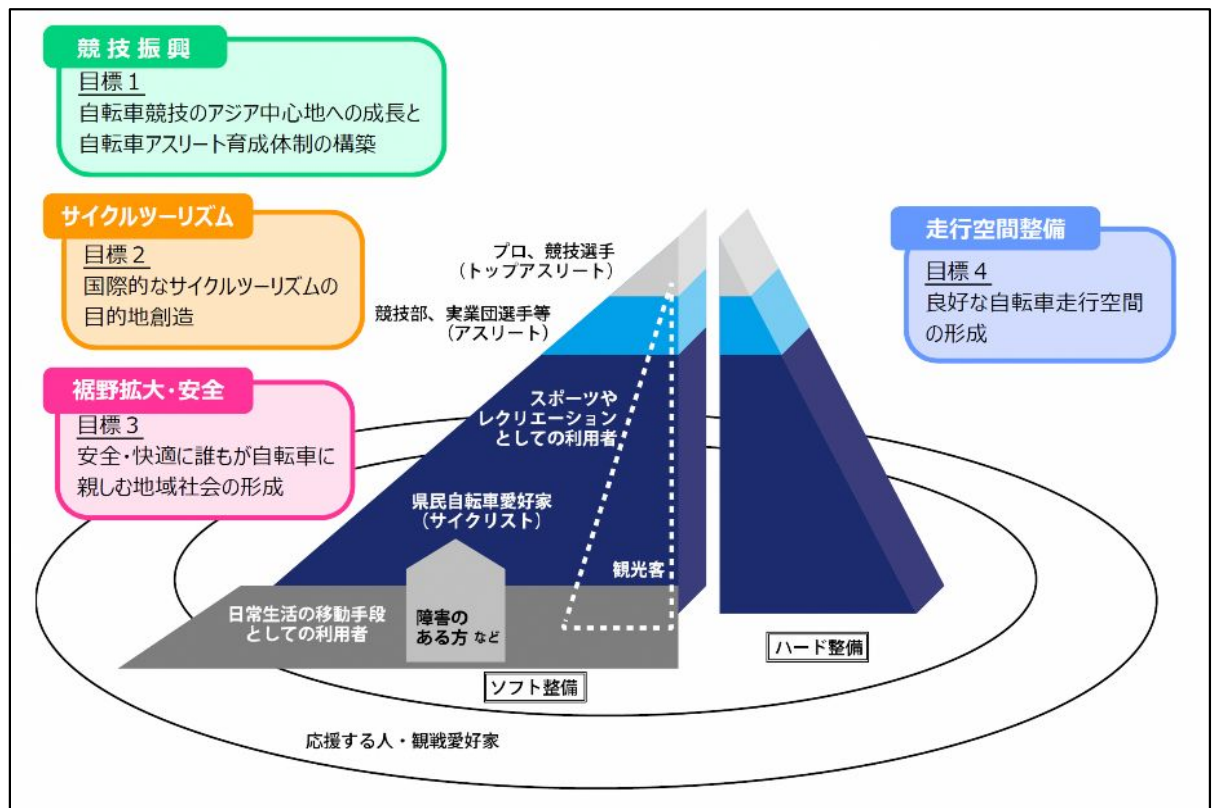 競技振興
目標1
自転車競技のアジア中心地への成長と
自転車アスリート育成体制の構築
サイクルツーリズム
目標2
国際的なサイクルツーリズムの
目的地創造
裾野拡大・安全
目標3
安全・快適に誰もが自転車に
親しむ地域社会の形成
走行空間整備
目標4
良好な自転車走行空間
の形成
プロ、競技選手
（トップアスリート）
競技部、実業団選手等
（アスリート）
スポーツや
レクリエーション
としての利用者
県民自転車愛好家
（サイクリスト）
観光客
日常生活の移動手段
としての利用者
障害の
ある方 など
ソフト整備
ハード整備
応援する人・観戦愛好家